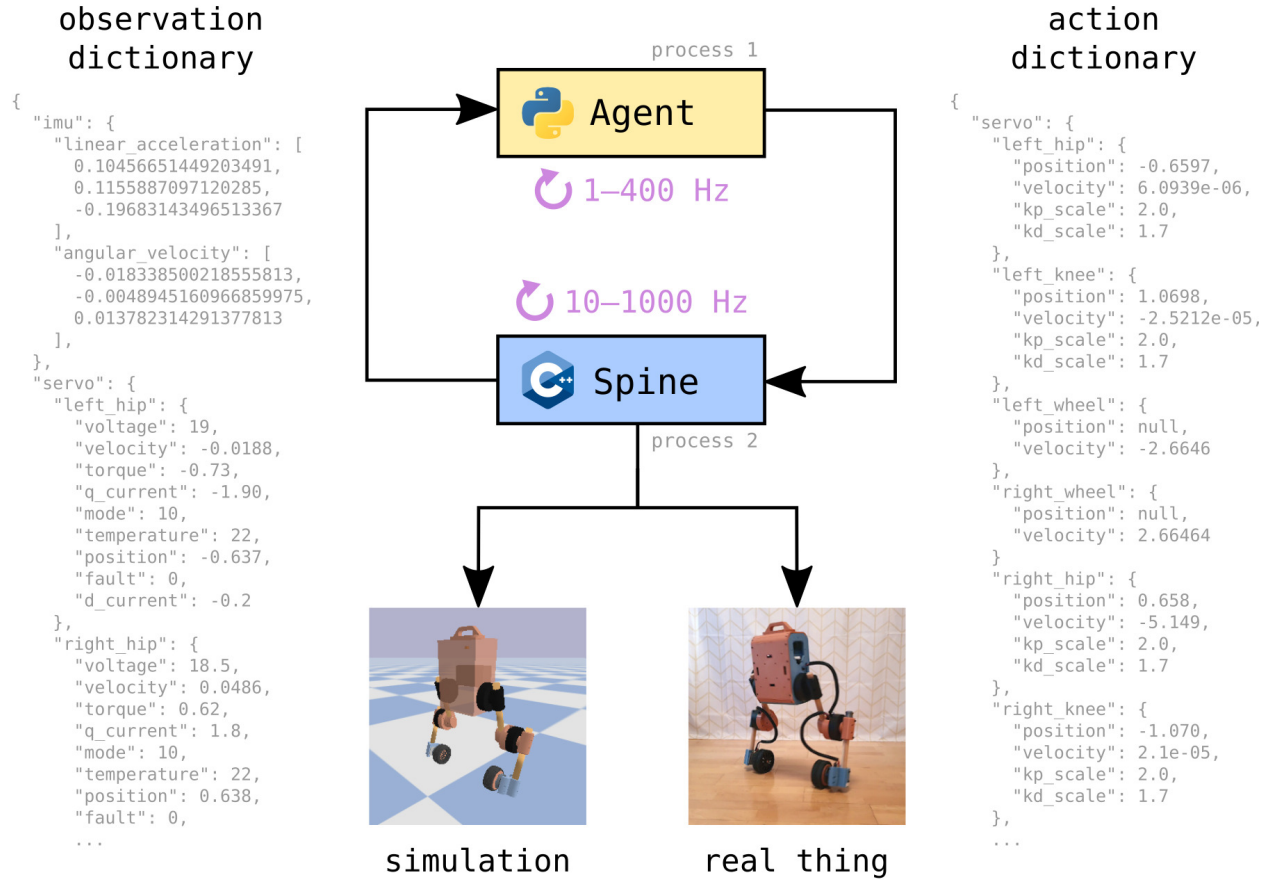 observation
dictionary
{
  "imu": {
    "linear_acceleration": [
      0.10456651449203491,
      0.1155887097120285,
      -0.19683143496513367
    ],
    "angular_velocity": [
      -0.018338500218555813,
      -0.0048945160966859975,
      0.013782314291377813
    ],
  },
  "servo": {
    "left_hip": {
      "voltage": 19,
      "velocity": -0.0188,
      "torque": -0.73,
      "q_current": -1.90,
      "mode": 10,
      "temperature": 22,
      "position": -0.637,
      "fault": 0,
      "d_current": -0.2
    },
    "right_hip": {
      "voltage": 18.5,
      "velocity": 0.0486,
      "torque": 0.62,
      "q_current": 1.8,
      "mode": 10,
      "temperature": 22,
      "position": 0.638,
      "fault": 0,
      ...
process 1
Agent
1–400 Hz
10–1000 Hz
C++
Spine
process 2
simulation
real thing
action
dictionary
{
  "servo": {
    "left_hip": {
      "position": -0.6597,
      "velocity": 6.0939e-06,
      "kp_scale": 2.0,
      "kd_scale": 1.7
    },
    "left_knee": {
      "position": 1.0698,
      "velocity": -2.5212e-05,
      "kp_scale": 2.0,
      "kd_scale": 1.7
    },
    "left_wheel": {
      "position": null,
      "velocity": -2.6646
    },
    "right_wheel": {
      "position": null,
      "velocity": 2.66464
    }
    "right_hip": {
      "position": 0.658,
      "velocity": -5.149,
      "kp_scale": 2.0,
      "kd_scale": 1.7
    },
    "right_knee": {
      "position": -1.070,
      "velocity": 2.1e-05,
      "kp_scale": 2.0,
      "kd_scale": 1.7
    },
    ...